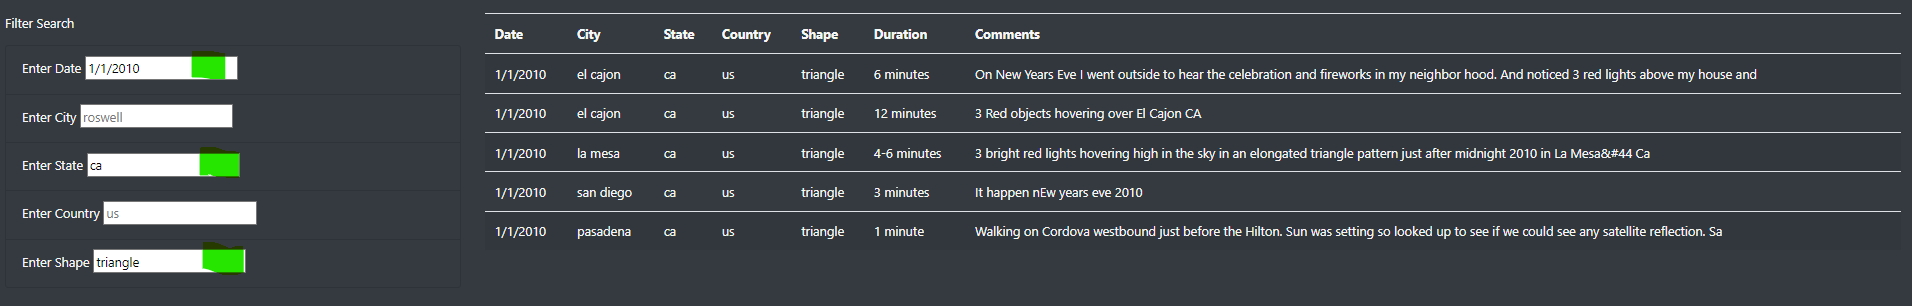 Filter Search
Enter Date 1/1/2010
Enter City roswell
Enter State ca
Enter Country us
Enter Shape triangle
Date City State Country Shape Duration Comments
1/1/2010 el cajon ca us triangle 6 minutes On New Years Eve I went outside to hear the celebration and fireworks in my neighbor hood. And noticed 3 red lights above my house and
1/1/2010 el cajon ca us triangle 12 minutes 3 Red objects hovering over El Cajon CA
1/1/2010 la mesa ca us triangle 4-6 minutes 3 bright red lights hovering high in the sky in an elongated triangle pattern just after midnight 2010 in La Mesa&#44 Ca
1/1/2010 san diego ca us triangle 3 minutes It happen nEw years eve 2010
1/1/2010 pasadena ca us triangle 1 minute Walking on Cordova westbound just before the Hilton. Sun was setting so looked up to see if we could see any satellite reflection. Sa